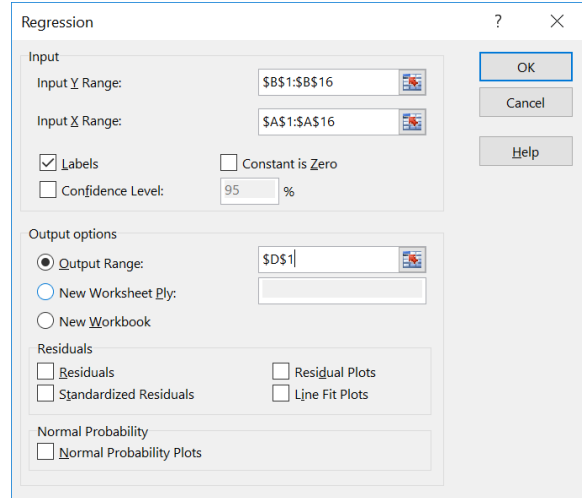 Regression ? ×
Input
Input Y Range: $B$1:$B$16
Input X Range: $A$1:$A$16
Labels Constant is Zero
Confidence Level: 95 %
OK
Cancel
Help
Output options
Output Range: $D$1
New Worksheet Ply:
New Workbook
Residuals
Residuals Residual Plots
Standardized Residuals Line Fit Plots
Normal Probability
Normal Probability Plots